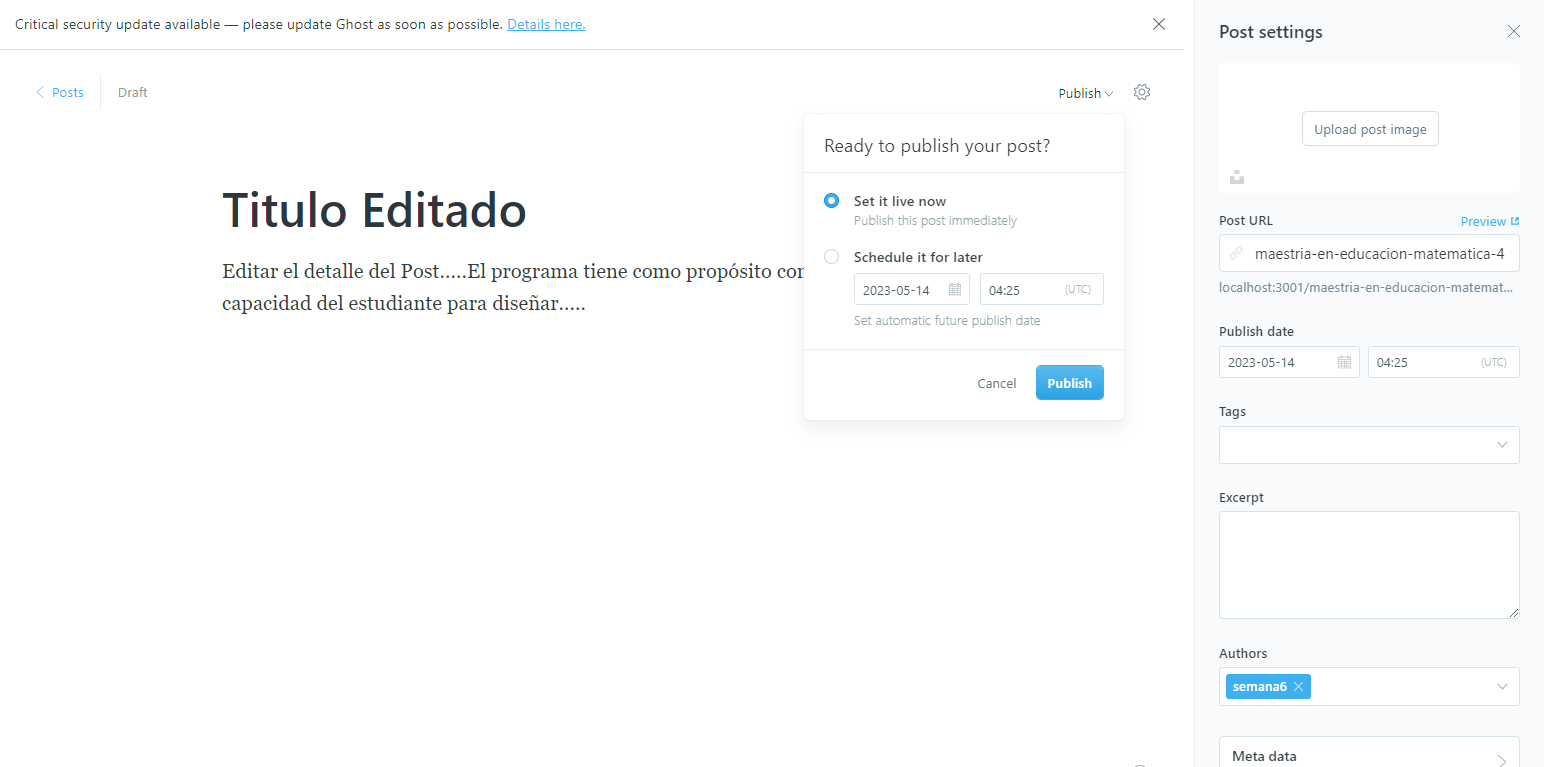 Critical security update available — please update Ghost as soon as possible. Details here.
Posts
Draft
Publish
Ready to publish your post?
Set it live now
Publish this post immediately
Schedule it for later
2023-05-14
04:25
(UTC)
Set automatic future publish date
Cancel
Publish
Titulo Editado
Editar el detalle del Post.....El programa tiene como propósito
capacidad del estudiante para diseñar.....
Post settings
Upload post image
Post URL
Preview
maestria-en-educacion-matematica-4
localhost:3001/maestria-en-educacion-matemat...
Publish date
2023-05-14
04:25
(UTC)
Tags
Excerpt
Authors
semana6
Meta data